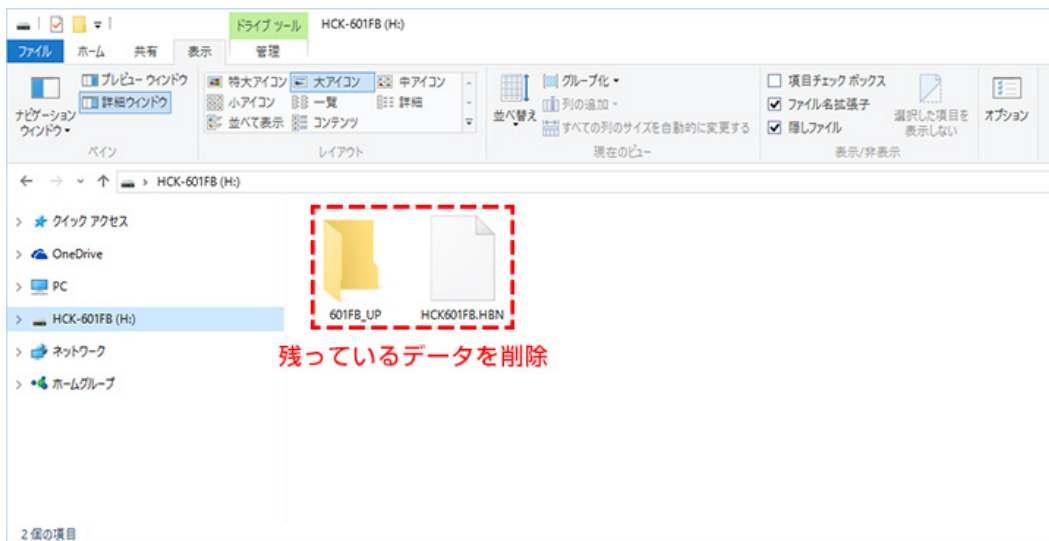 ドライブ ツール HCK-601FB (H:)
ファイル ホーム 共有 表示 管理
プレビュー ウィンドウ 特大アイコン 大アイコン 中アイコン グループ化 項目チェック ボックス
詳細ウィンドウ 小アイコン 一覧 詳細 列の追加 ファイル名拡張子
ナビゲーション ウィンドウ 並べて表示 コンテンツ 並べ替え すべての列のサイズを自動的に変更する 隠しファイル 選択した項目を 表示しない オプション
ペイン レイアウト 現在のビュー 表示/非表示
HCK-601FB (H:)
クイック アクセス
OneDrive
PC
HCK-601FB (H:)
ネットワーク
ホームグループ
601FB_UP HCK601FB.HBN
残っているデータを削除
2 個の項目